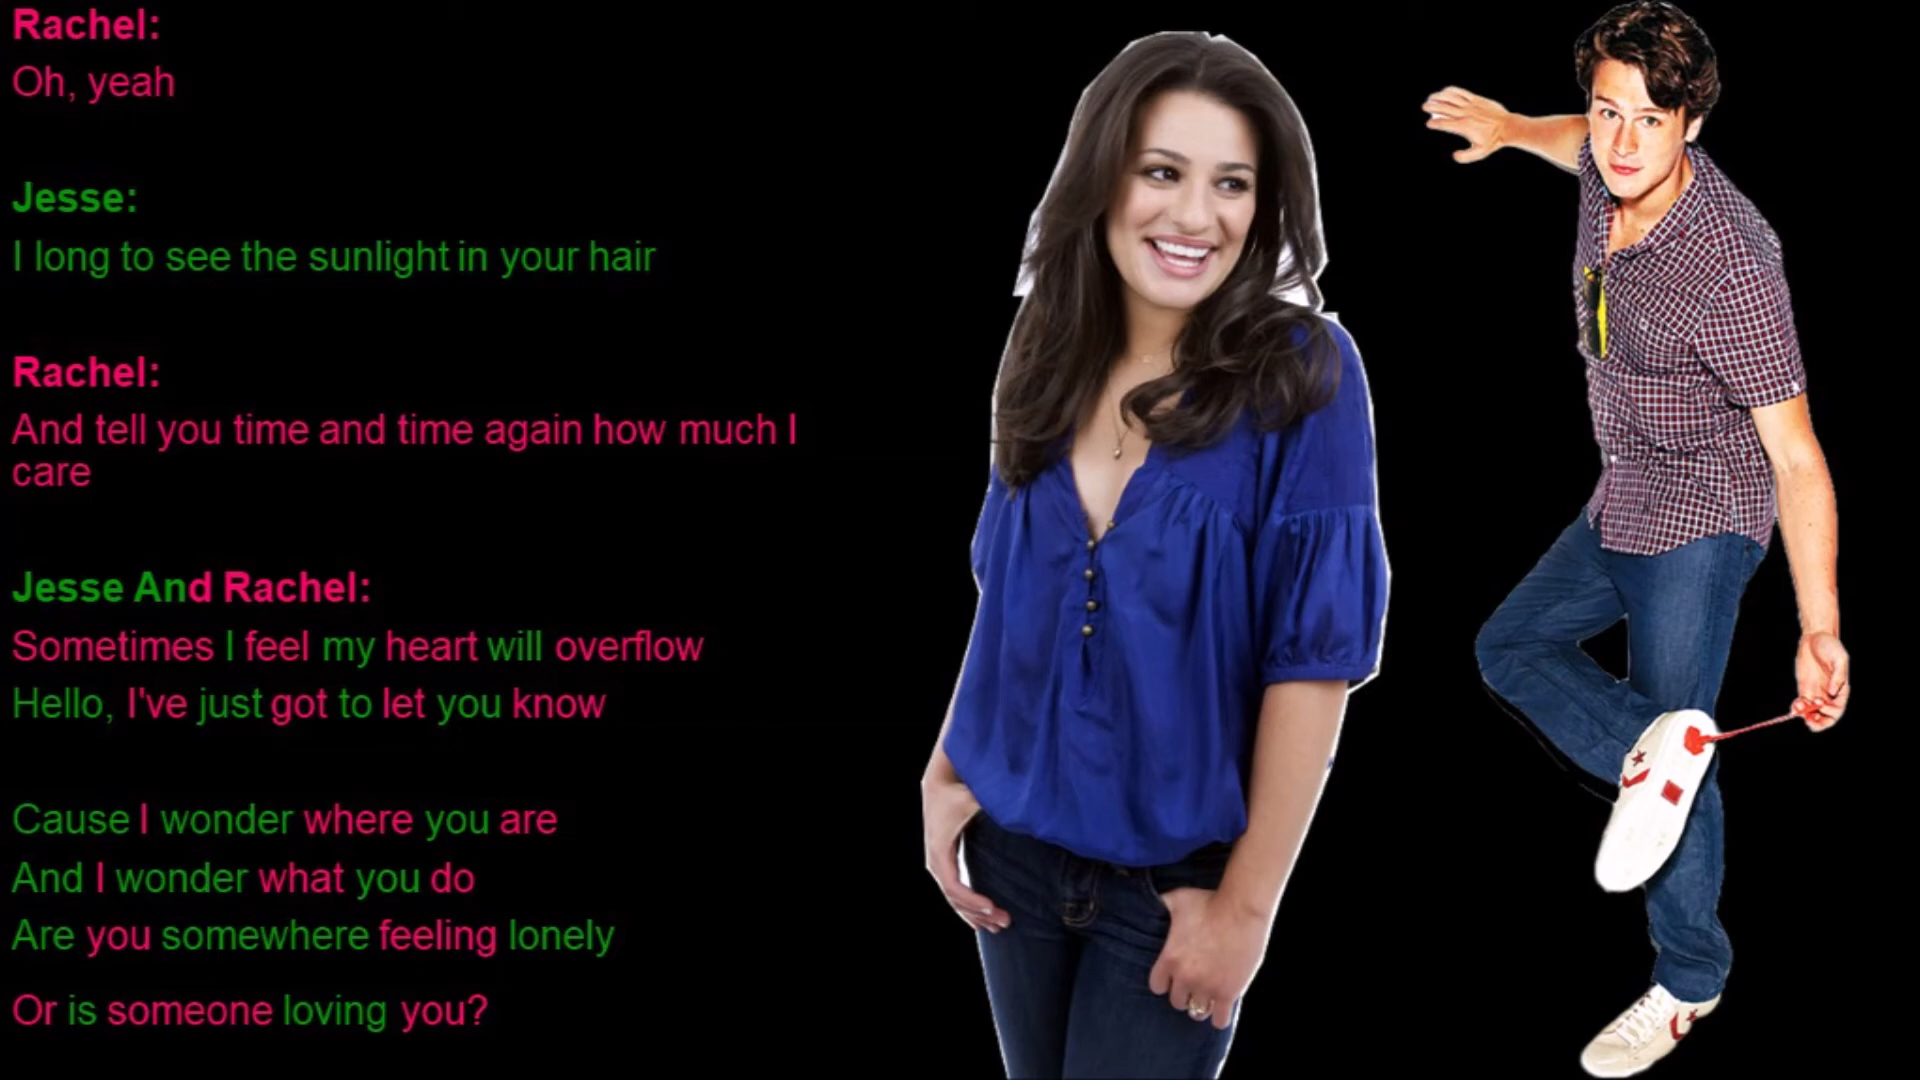 Rachel:
Oh, yeah
Jesse:
I long to see the sunlight in your hair
Rachel:
And tell you time and time again how much I
care
Jesse And Rachel:
Sometimes I feel my heart will overflow
Hello, I've just got to let you know
Cause I wonder where you are
And I wonder what you do
Are you somewhere feeling lonely
Or is someone loving you?